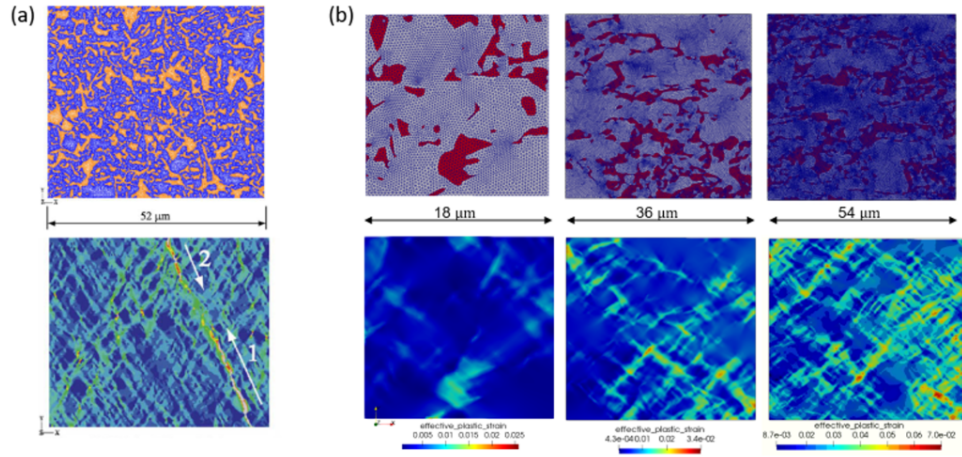 (a)
(b)
52 µm
18 µm
36 µm
54 µm
2
1
effective_plastic_strain
0.005 0.01 0.015 0.02 0.025
effective_plastic_strain
4.3e-04 0.01 0.02 3.4e-02
effective_plastic_strain
8.7e-03 0.02 0.03 0.04 0.05 0.06 7.0e-02